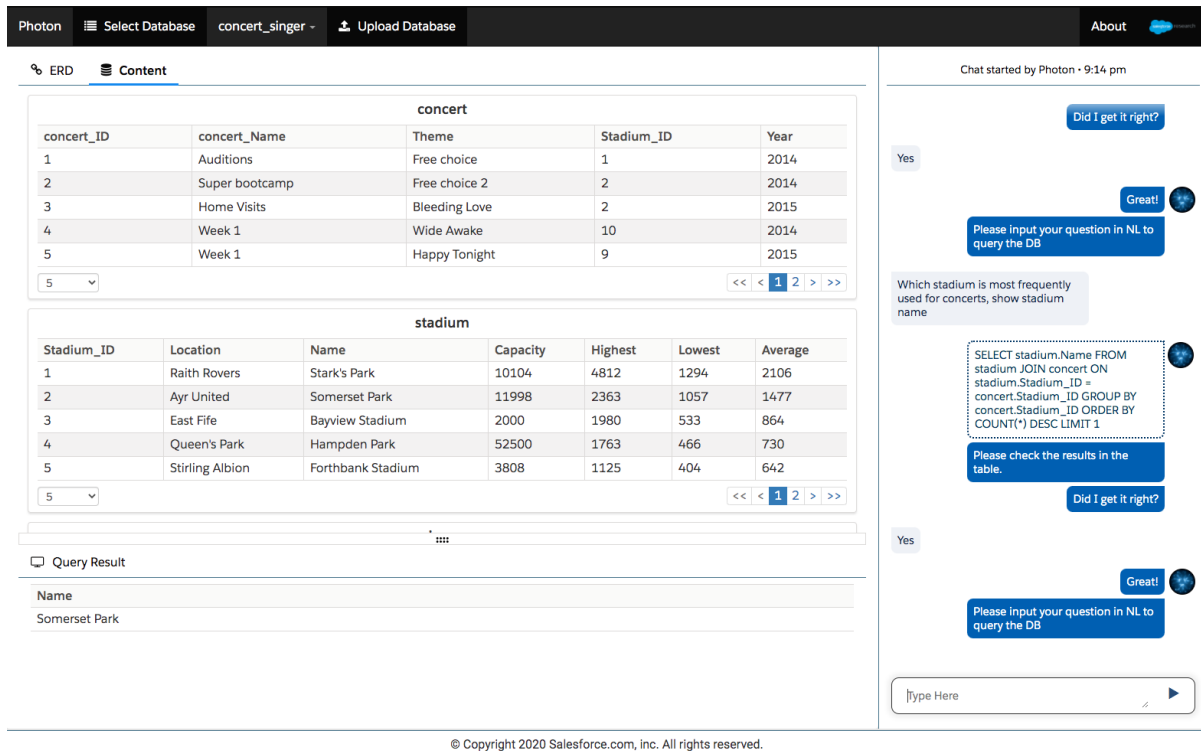 Photon Select Database concert_singer Upload Database About
ERD Content
concert
concert_ID concert_Name Theme Stadium_ID Year
1 Auditions Free choice 1 2014
2 Super bootcamp Free choice 2 2 2014
3 Home Visits Bleeding Love 2 2015
4 Week 1 Wide Awake 10 2014
5 Week 1 Happy Tonight 9 2015
5 << < 1 2 > >>
stadium
Stadium_ID Location Name Capacity Highest Lowest Average
1 Raith Rovers Stark's Park 10104 4812 1294 2106
2 Ayr United Somerset Park 11998 2363 1057 1477
3 East Fife Bayview Stadium 2000 1980 533 864
4 Queen's Park Hampden Park 52500 1763 466 730
5 Stirling Albion Forthbank Stadium 3808 1125 404 642
5 << < 1 2 > >>
Query Result
Name
Somerset Park
Chat started by Photon • 9:14 pm
Did I get it right?
Yes
Great!
Please input your question in NL to
query the DB
Which stadium is most frequently
used for concerts, show stadium
name
SELECT stadium.Name FROM
stadium JOIN concert ON
stadium.Stadium_ID =
concert.Stadium_ID GROUP BY
concert.Stadium_ID ORDER BY
COUNT(*) DESC LIMIT 1
Please check the results in the
table.
Did I get it right?
Yes
Great!
Please input your question in NL to
query the DB
Type Here
© Copyright 2020 Salesforce.com, inc. All rights reserved.